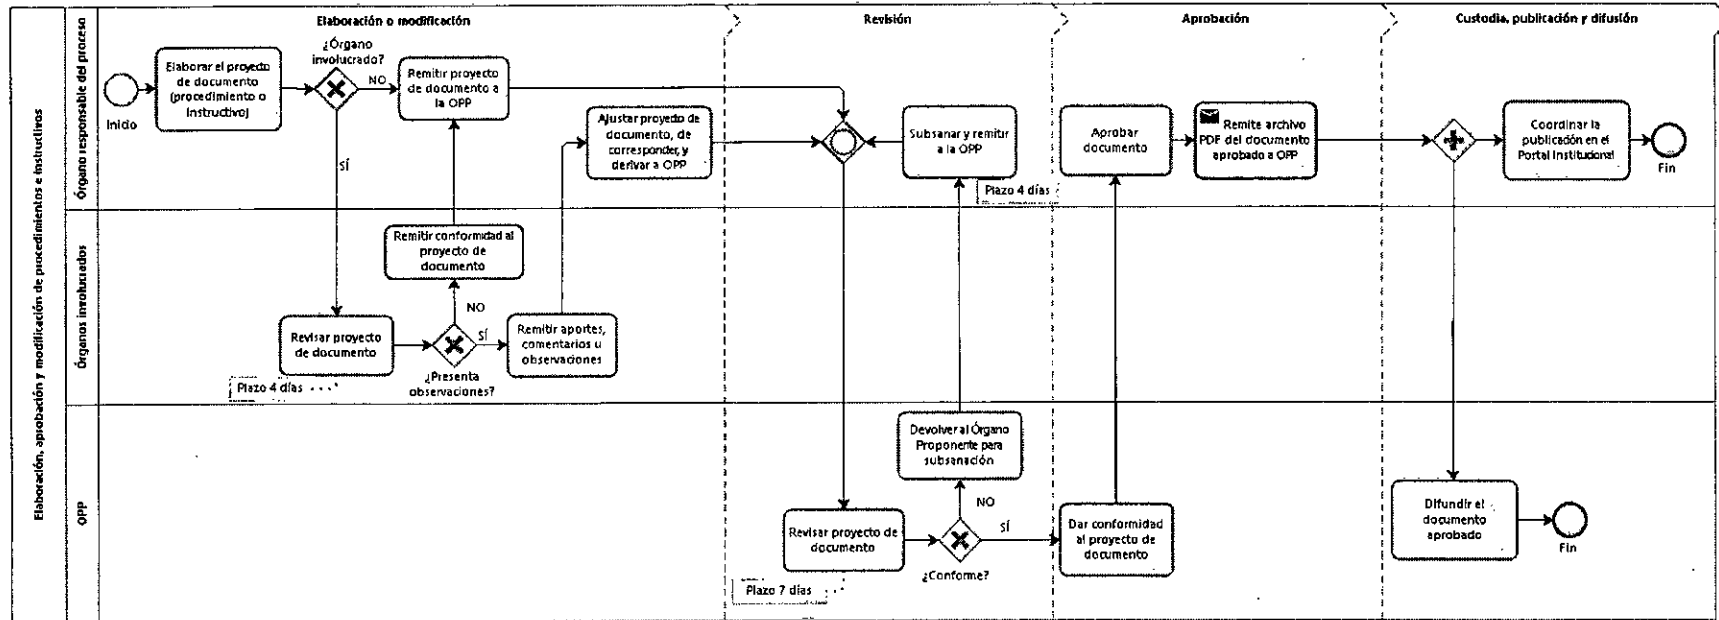 Elaboración, aprobación y modificación de procedimientos e instructivos
Elaboración o modificación
Revisión
Aprobación
Custodia, publicación y difusión
Órgano responsable del proceso
Inicio
Elaborar el proyecto
de documento
(procedimiento o
Instructivo)
¿Órgano
involucrado?
NO
SÍ
Remitir proyecto
de documento a
la OPP
Ajustar proyecto de
documento, de
corresponder, y
derivar a OPP
Subsanar y remitir
a la OPP
Plazo 4 días
Aprobar
documento
Remite archivo
PDF del documento
aprobado a OPP
Coordinar la
publicación en el
Portal Institucional
Fin
Órganos involucrados
Remitir conformidad al
proyecto de
documento
NO
Revisar proyecto
de documento
Plazo 4 días
SÍ
¿Presenta
observaciones?
Remitir aportes,
comentarios u
observaciones
OPP
Devolver al Órgano
Proponente para
subsanación
NO
Revisar proyecto de
documento
Plazo 7 días
SÍ
¿Conforme?
Dar conformidad
al proyecto de
documento
Difundir el
documento
aprobado
Fin